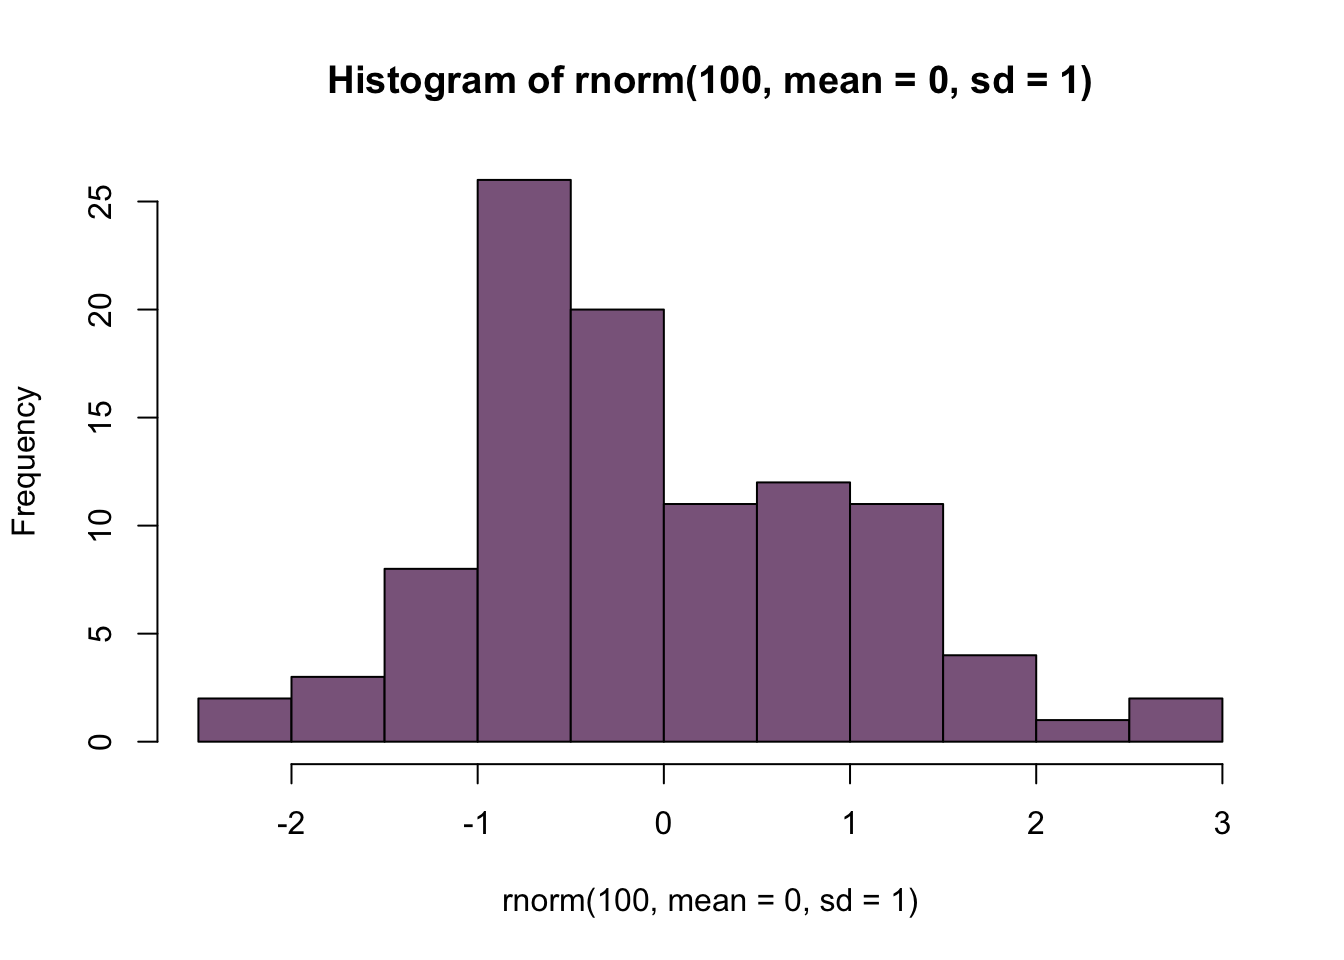 Histogram of rnorm(100, mean = 0, sd = 1)
Frequency
25
20
15
10
5
0
-2 -1 0 1 2 3
rnorm(100, mean = 0, sd = 1)